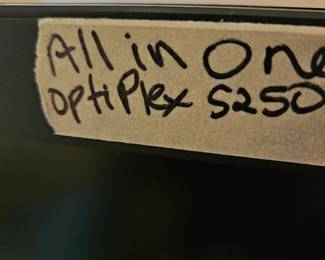 All in One
OptiPlex 5250